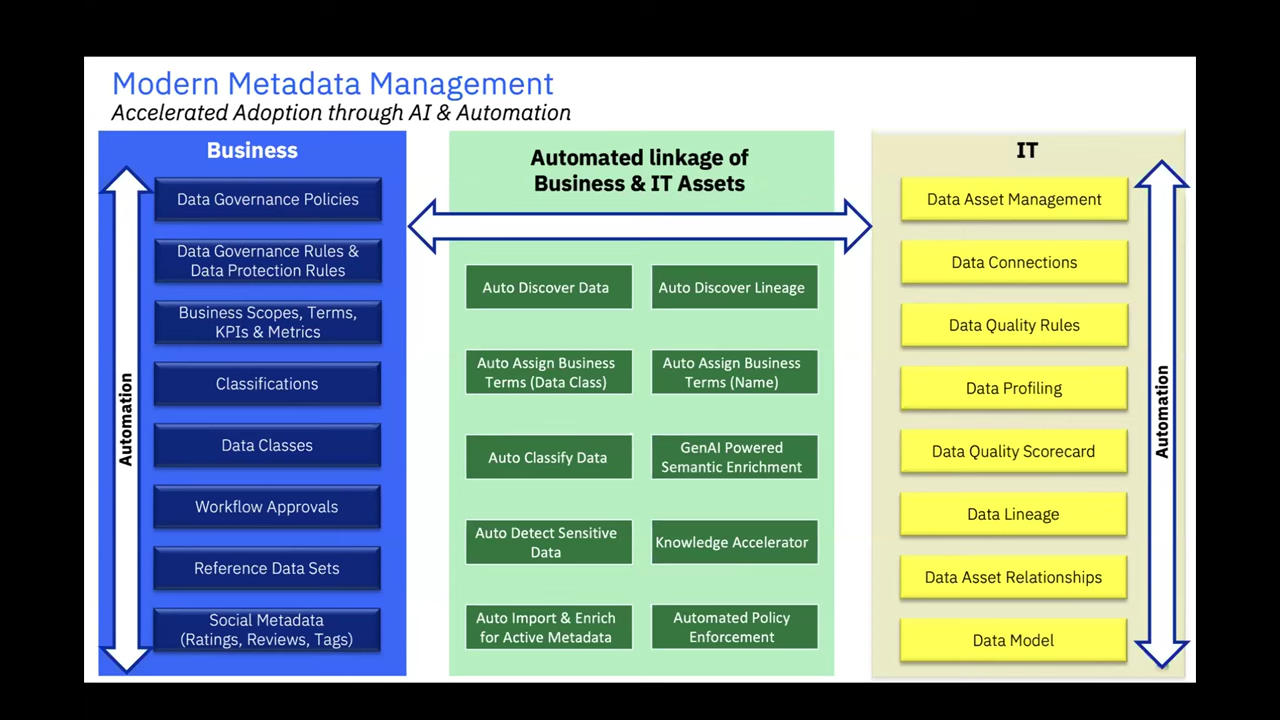 Modern Metadata Management
Accelerated Adoption through AI & Automation
Business
Automation
Data Governance Policies
Data Governance Rules &
Data Protection Rules
Business Scopes, Terms,
KPIs & Metrics
Classifications
Data Classes
Workflow Approvals
Reference Data Sets
Social Metadata
(Ratings, Reviews, Tags)
Automated linkage of
Business & IT Assets
Auto Discover Data
Auto Discover Lineage
Auto Assign Business
Terms (Data Class)
Auto Assign Business
Terms (Name)
Auto Classify Data
GenAI Powered
Semantic Enrichment
Auto Detect Sensitive
Data
Knowledge Accelerator
Auto Import & Enrich
for Active Metadata
Automated Policy
Enforcement
IT
Data Asset Management
Data Connections
Data Quality Rules
Data Profiling
Data Quality Scorecard
Data Lineage
Data Asset Relationships
Data Model
Automation